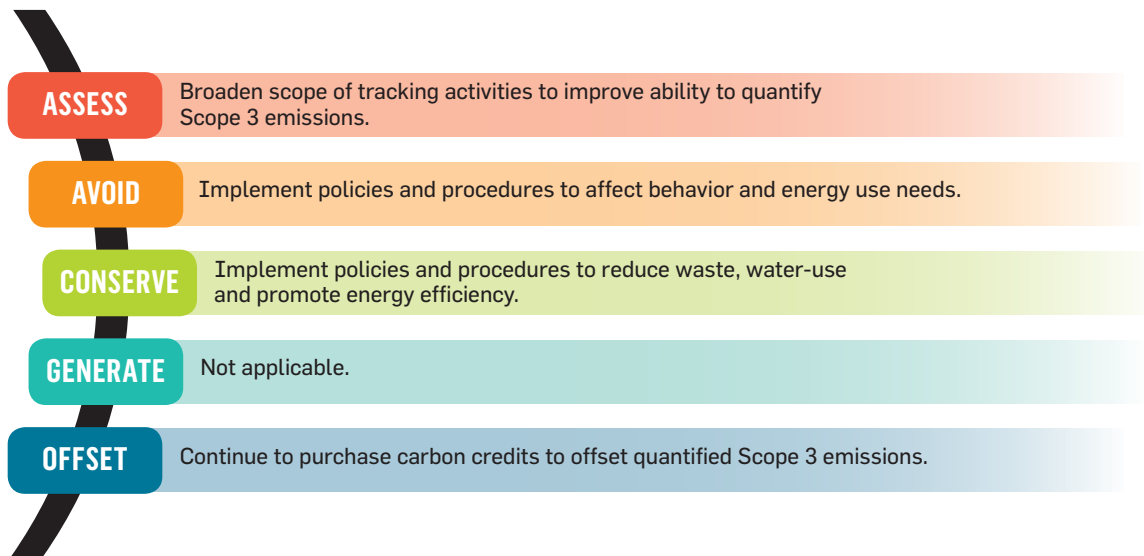 ASSESS
Broaden scope of tracking activities to improve ability to quantify
Scope 3 emissions.
AVOID
Implement policies and procedures to affect behavior and energy use needs.
CONSERVE
Implement policies and procedures to reduce waste, water-use
and promote energy efficiency.
GENERATE
Not applicable.
OFFSET
Continue to purchase carbon credits to offset quantified Scope 3 emissions.